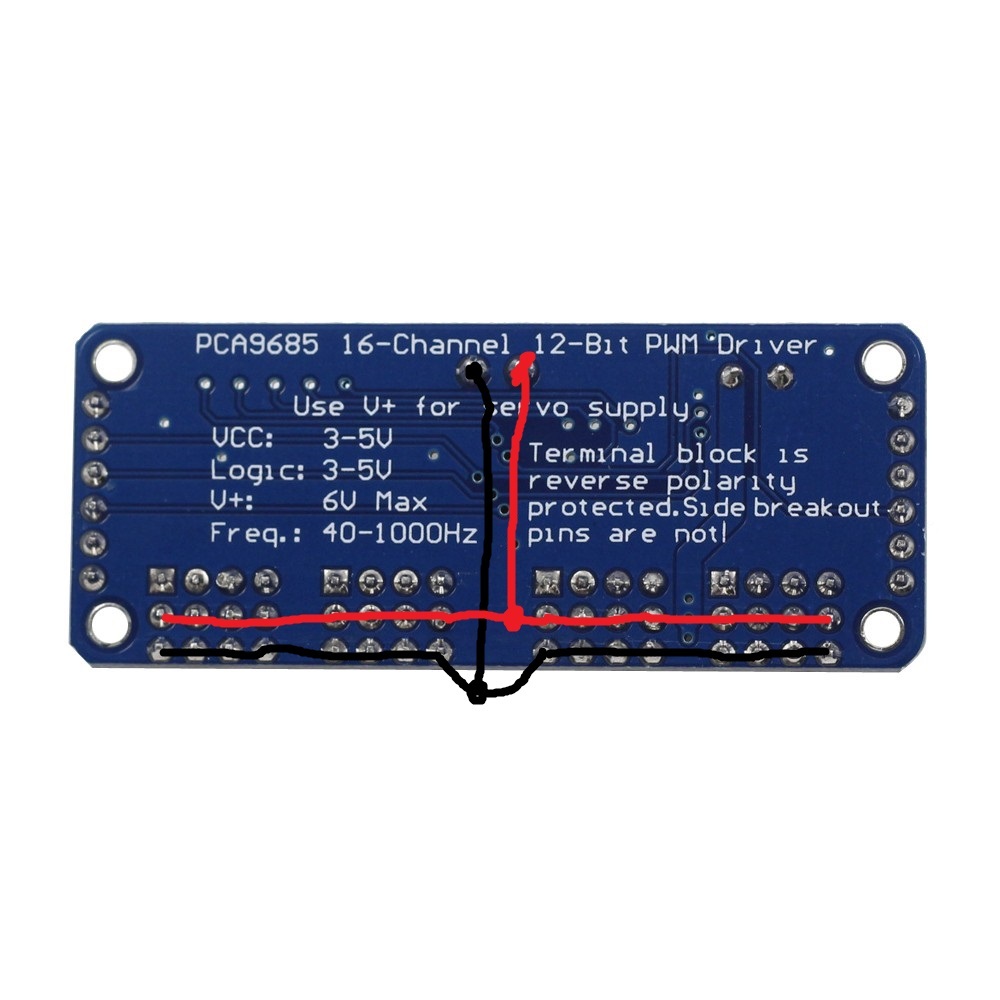 PCA9685 16-Channel 12-Bit PWM Driver
Use V+ for servo supply
VCC: 3-5V
Logic: 3-5V
V+: 6V Max
Freq.: 40-1000Hz
Terminal block is
reverse polarity
protected.Side breakout
pins are not!